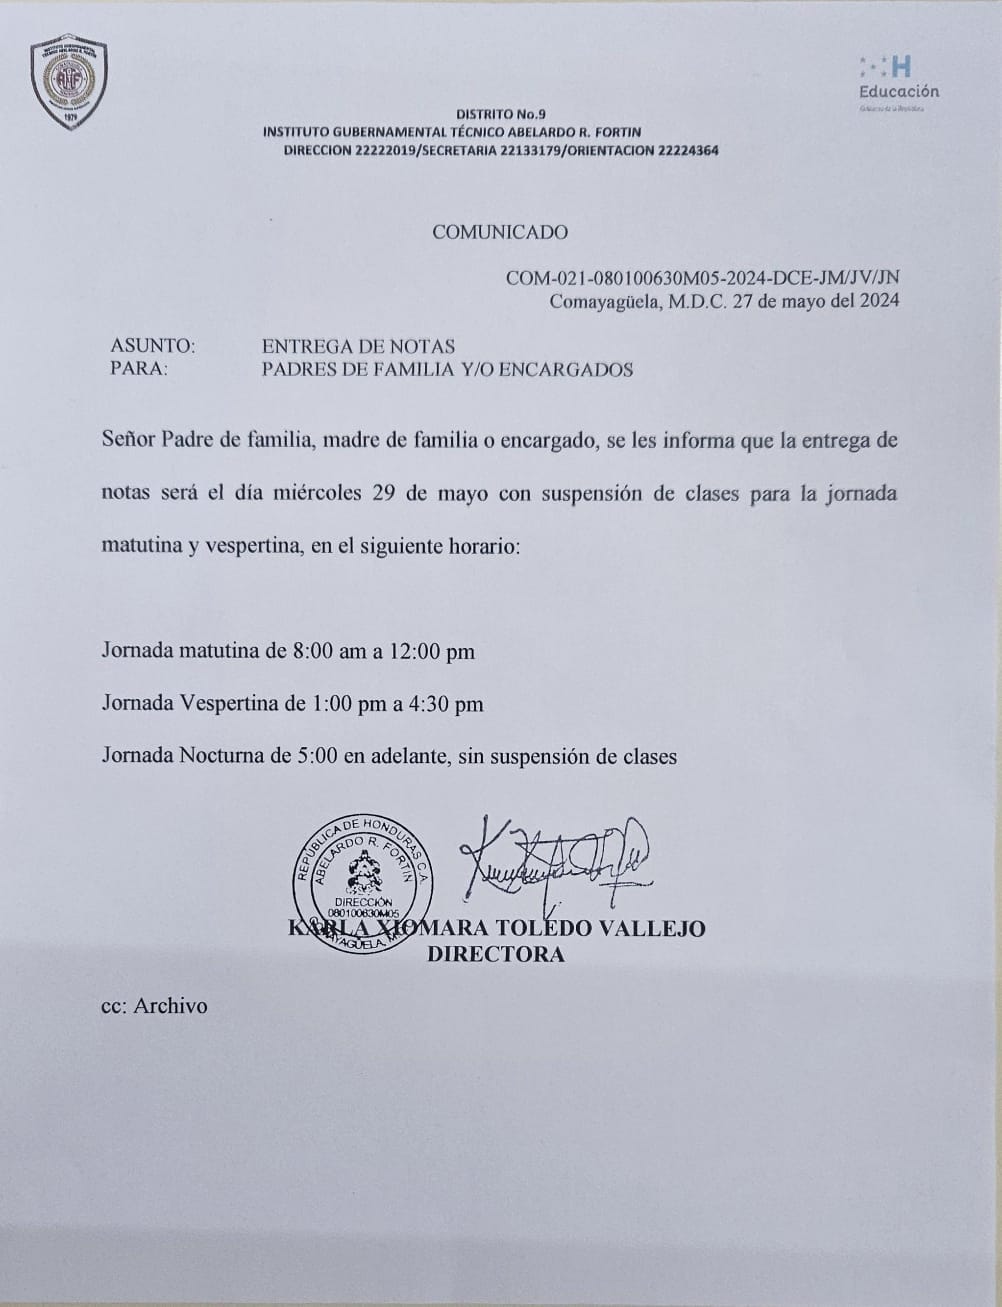 H
Educación
Gobierno de la República
1979
DISTRITO No.9
INSTITUTO GUBERNAMENTAL TÉCNICO ABELARDO R. FORTIN
DIRECCION 22222019/SECRETARIA 22133179/ORIENTACION 22224364
COMUNICADO
COM-021-080100630M05-2024-DCE-JM/JV/JN
Comayagüela, M.D.C. 27 de mayo del 2024
ASUNTO: ENTREGA DE NOTAS
PARA: PADRES DE FAMILIA Y/O ENCARGADOS
Señor Padre de familia, madre de familia o encargado, se les informa que la entrega de
notas será el día miércoles 29 de mayo con suspensión de clases para la jornada
matutina y vespertina, en el siguiente horario:
Jornada matutina de 8:00 am a 12:00 pm
Jornada Vespertina de 1:00 pm a 4:30 pm
Jornada Nocturna de 5:00 en adelante, sin suspensión de clases
REPÚBLICA DE HONDURAS C.A.
ABELARDO R. FORTIN
DIRECCIÓN
080100630M05
KARLA XIOMARA TOLEDO VALLEJO
DIRECTORA
cc: Archivo